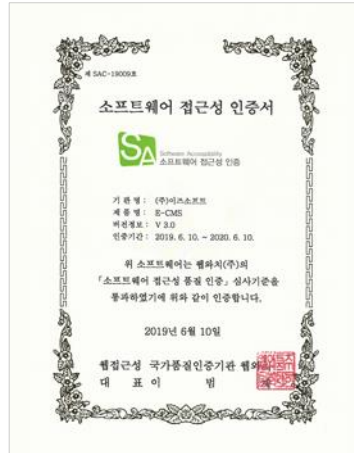 제 SAC-19009호
소프트웨어 접근성 인증서
SA
Software Accessibility
소프트웨어 접근성 인증
기 관 명 : (주)이즈소프트
제 품 명 : E-CMS
버전정보 : V 3.0
인증기간 : 2019. 6. 10. ~ 2020. 6. 10.
위 소프트웨어는 웹와치(주)의
「소프트웨어 접근성 품질 인증」 심사기준을
통과하였기에 위와 같이 인증합니다.
2019년 6월 10일
웹접근성 국가품질인증기관 웹와치
대 표 이 범